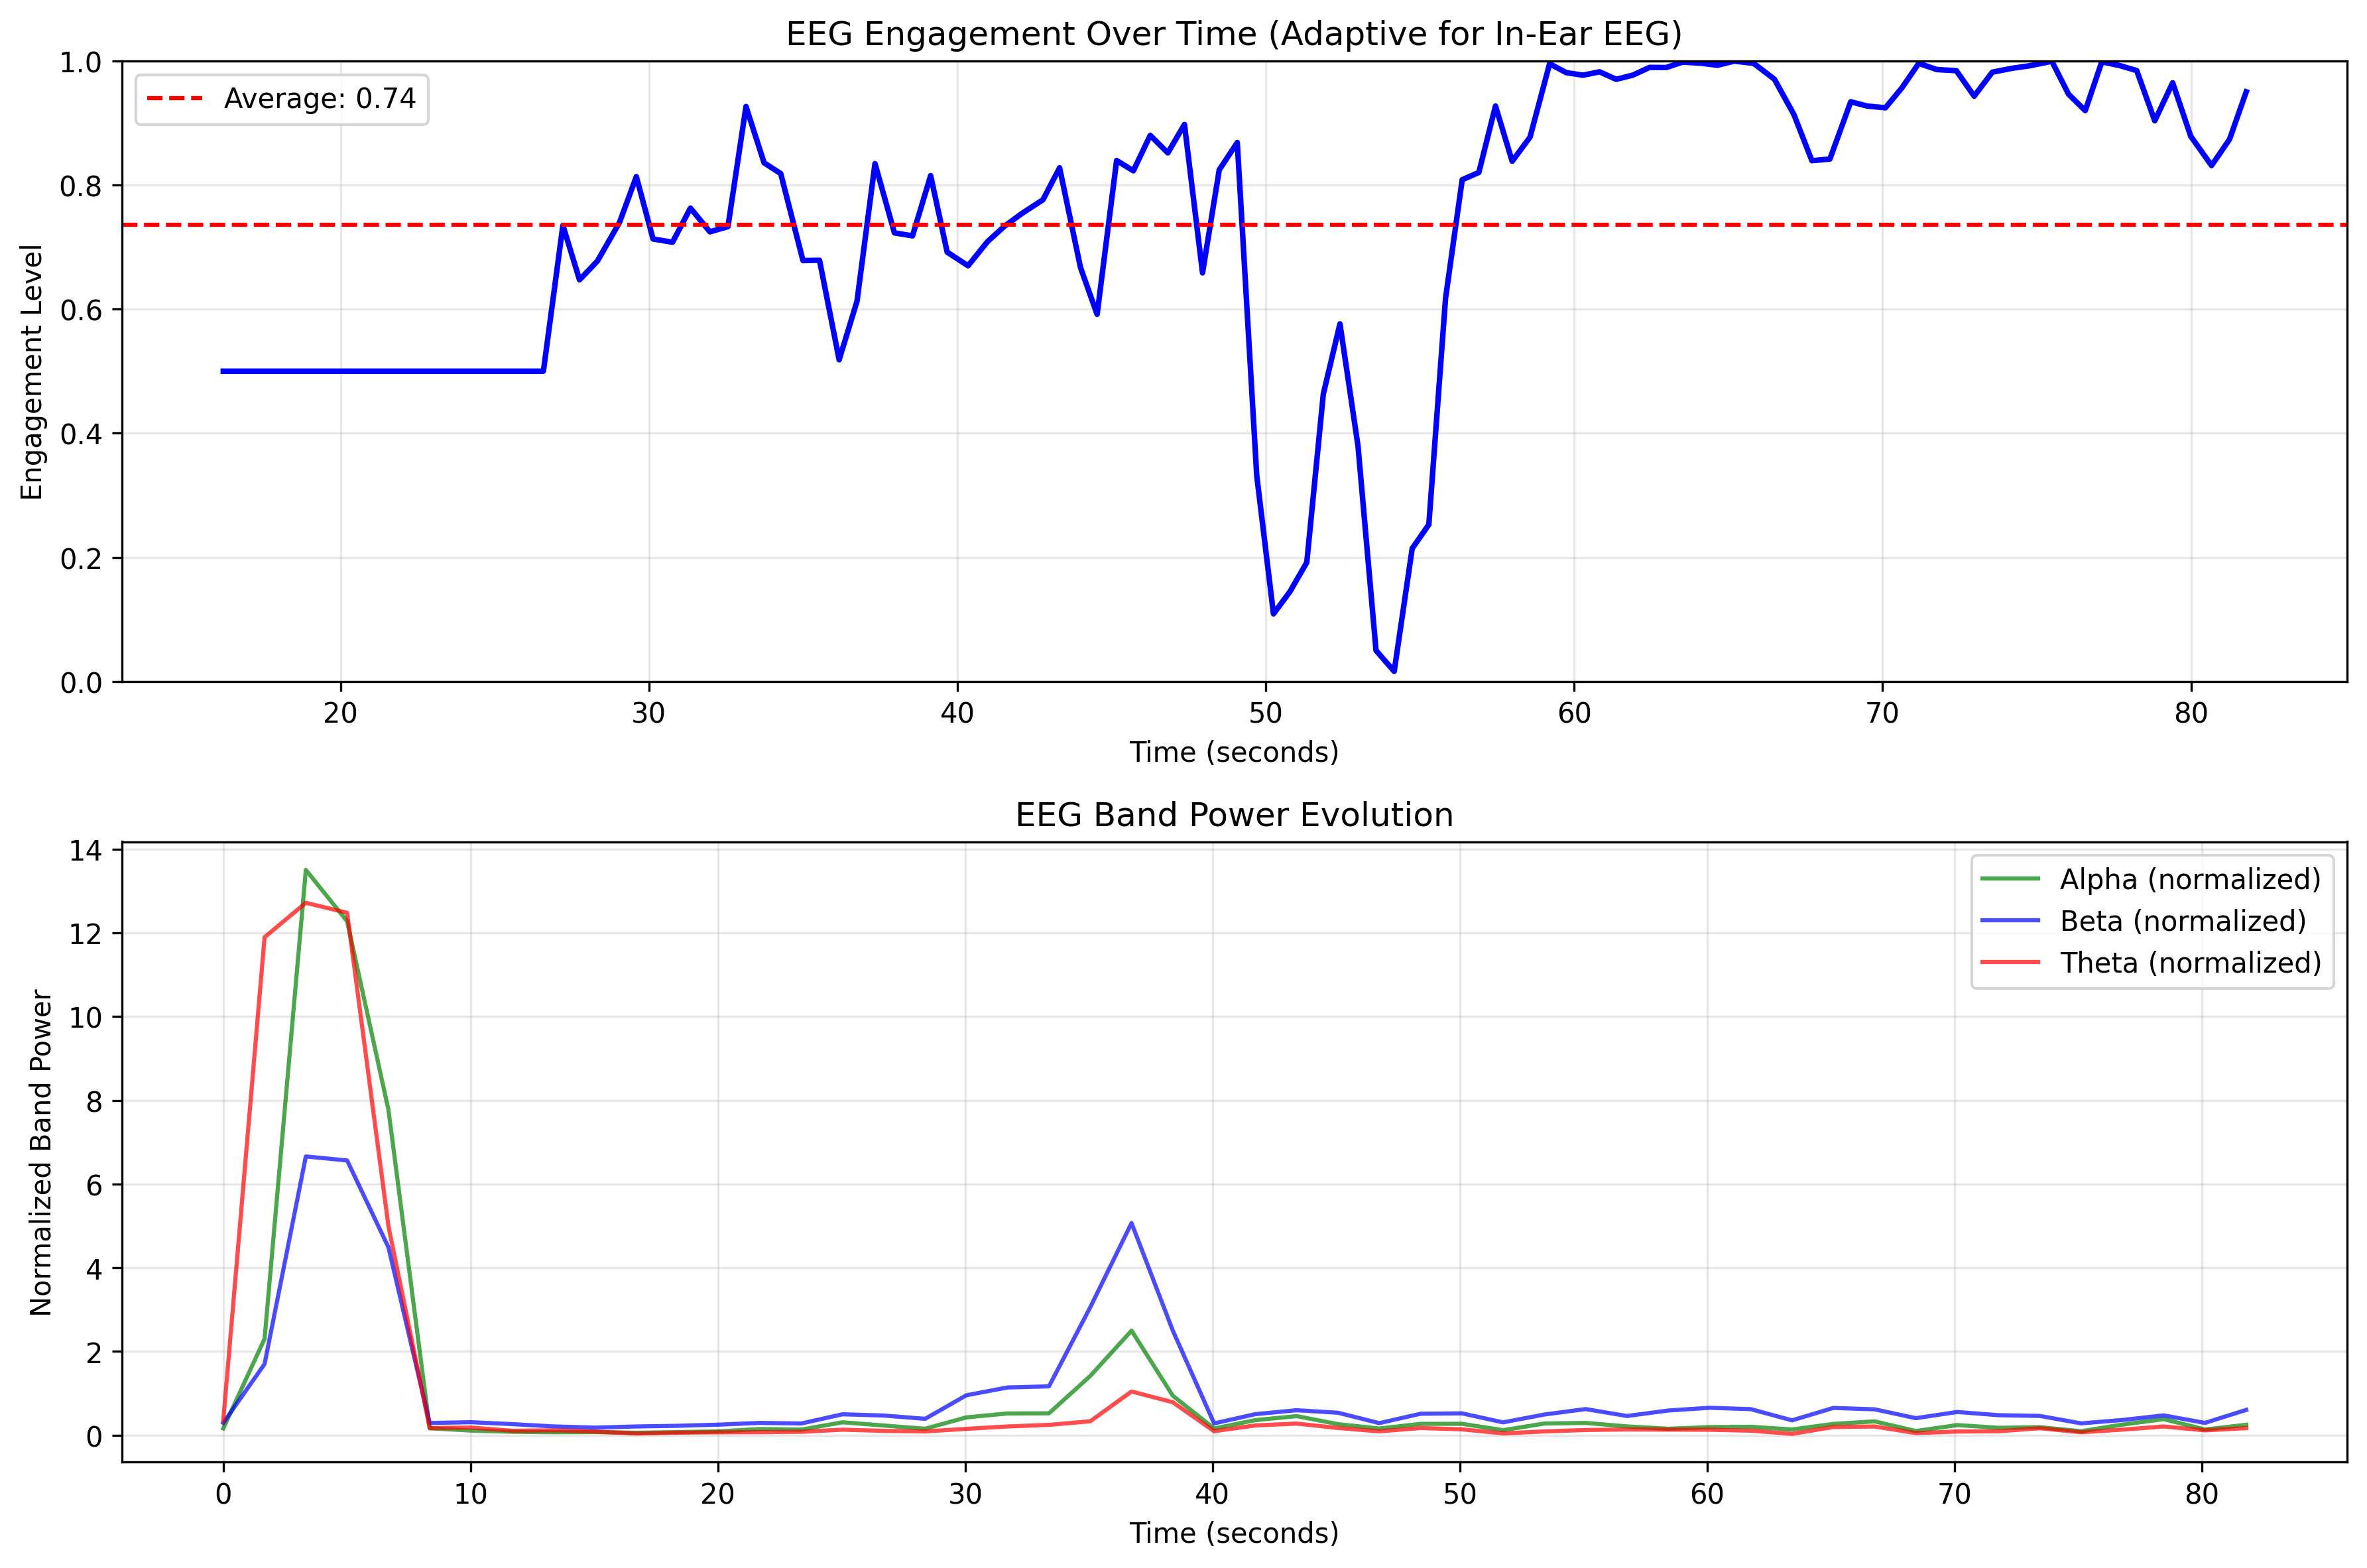 EEG Engagement Over Time (Adaptive for In-Ear EEG)
1.0
0.8
0.6
0.4
0.2
0.0
Engagement Level
Average: 0.74
20 30 40 50 60 70 80
Time (seconds)
EEG Band Power Evolution
14
12
10
8
6
4
2
0
Normalized Band Power
Alpha (normalized)
Beta (normalized)
Theta (normalized)
0 10 20 30 40 50 60 70 80
Time (seconds)